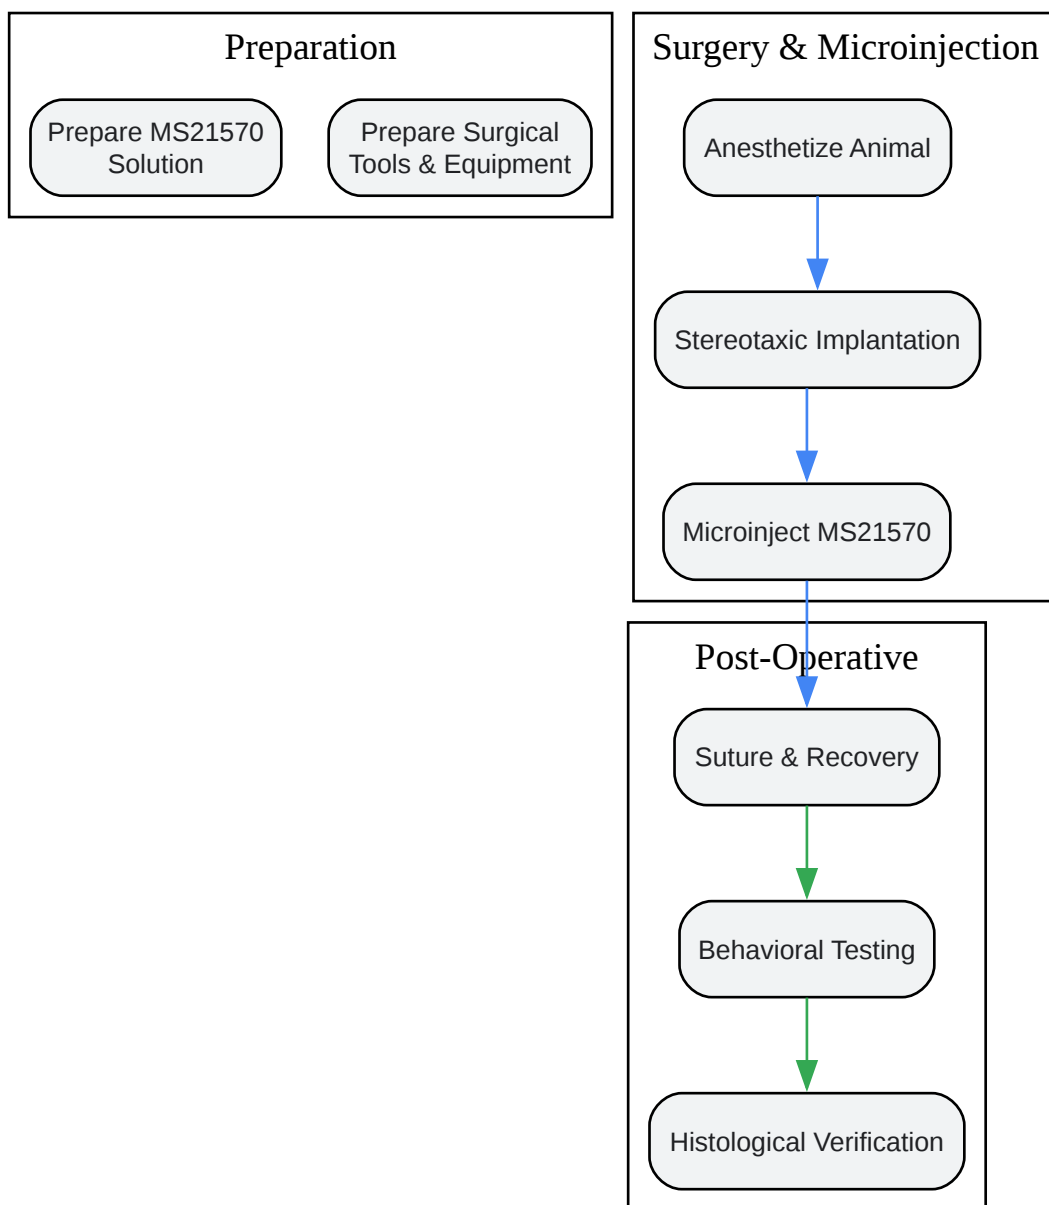 Preparation
Prepare MS21570
Solution
Prepare Surgical
Tools & Equipment
Surgery & Microinjection
Anesthetize Animal
Stereotaxic Implantation
Microinject MS21570
Post-Operative
Suture & Recovery
Behavioral Testing
Histological Verification